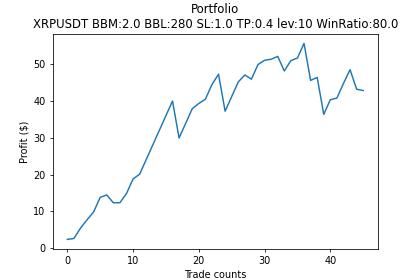 Portfolio
XRPUSDT BBM:2.0 BBL:280 SL:1.0 TP:0.4 lev:10 WinRatio:80.0
50
40
30
20
10
0
Profit ($)
0 10 20 30 40
Trade counts